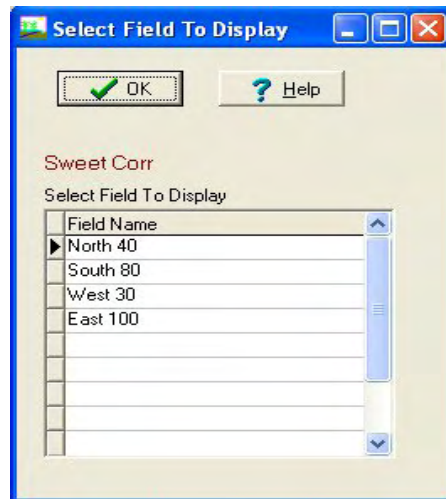 Select Field To Display
OK
Help
Sweet Corr
Select Field To Display
Field Name
North 40
South 80
West 30
East 100